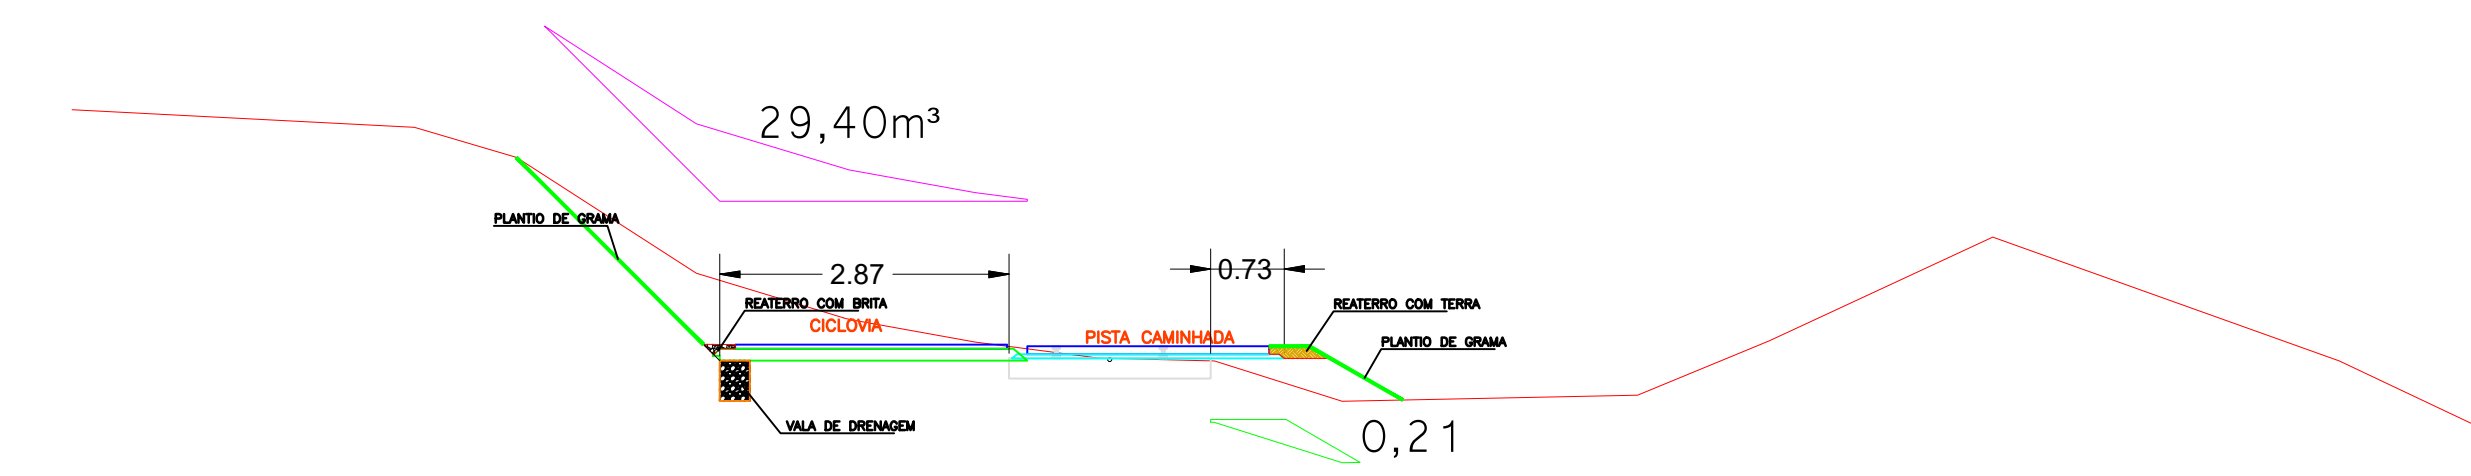 29,40m³
PLANTIO DE GRAMA
2.87
0.73
REATERRO COM BRITA
REATERRO COM TERRA
CICLOVIA
PISTA CAMINHADA
PLANTIO DE GRAMA
VALA DE DRENAGEM
0,21